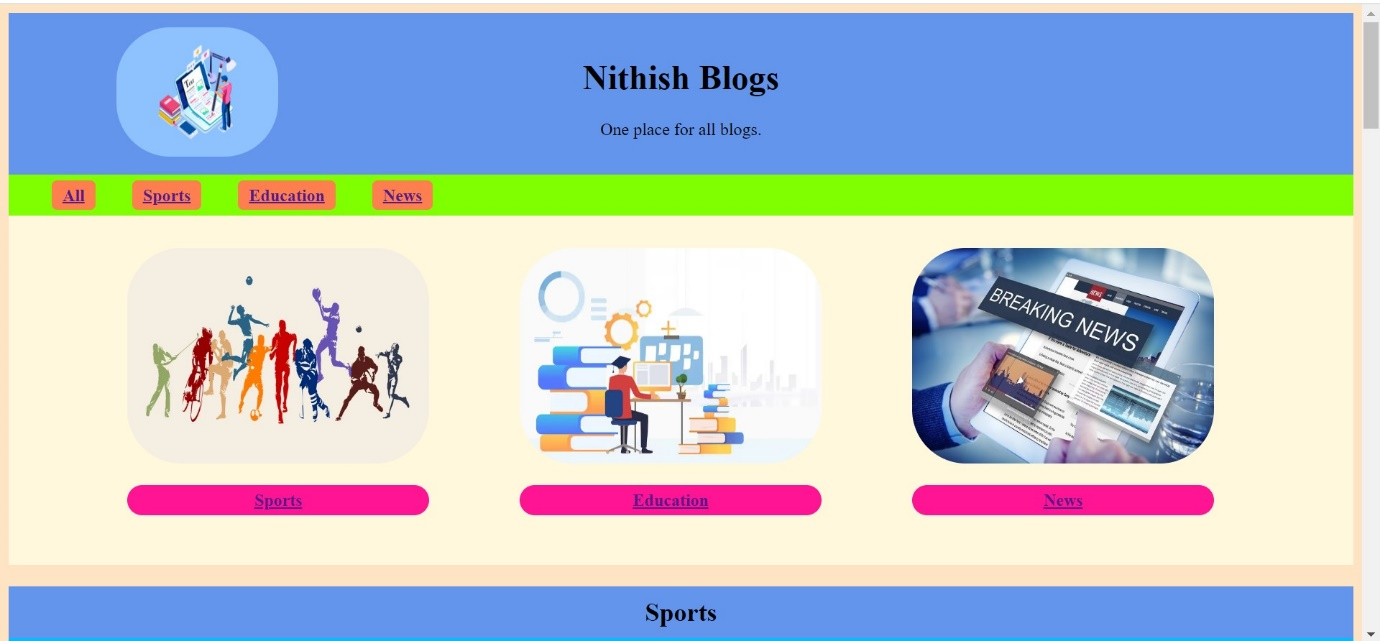 Nithish Blogs
One place for all blogs.
All Sports Education News
BREAKING NEWS
Sports Education News
Sports